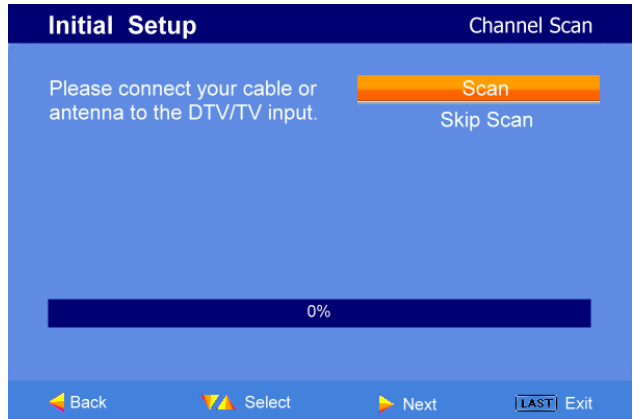 Initial Setup
Channel Scan
Please connect your cable or
antenna to the DTV/TV input.
Scan
Skip Scan
0%
Back Select Next LAST Exit